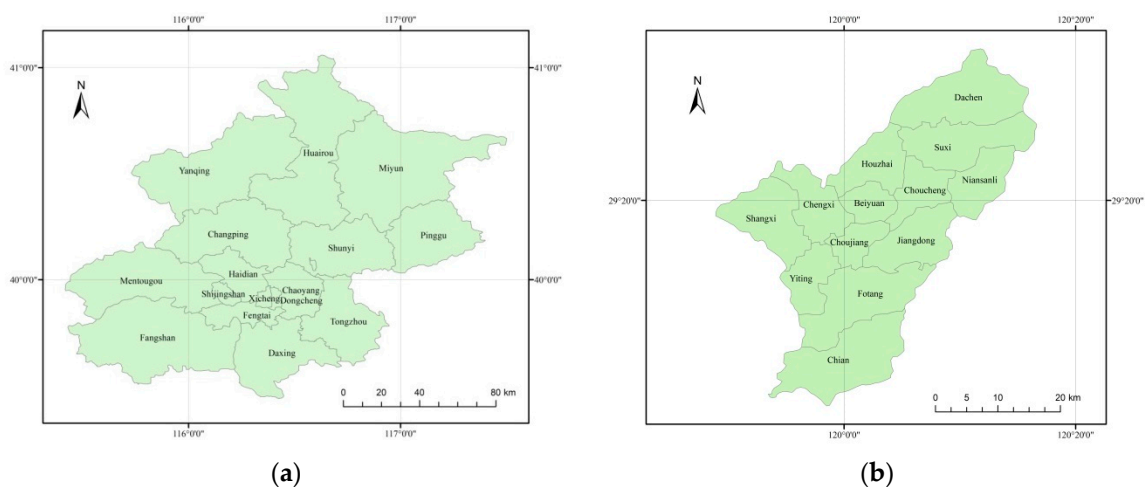 116°0'0"
117°0'0"
41°0'0"
41°0'0"
N
Huairou
Yanqing
Miyun
Changping
Shunyi
Pinggu
Haidian
40°0'0"
Mentougou
Shijingshan
Xicheng
Chaoyang
Dongcheng
40°0'0"
Fengtai
Tongzhou
Fangshan
Daxing
0 20 40 80 km
116°0'0"
117°0'0"
(a)
120°0'0"
120°20'0"
N
Dachen
Suxi
Houzhai
Niansanli
Choucheng
29°20'0"
Chengxi
Beiyuan
29°20'0"
Shangxi
Choujiang
Jiangdong
Yiting
Fotang
Chian
0 5 10 20 km
120°0'0"
120°20'0"
(b)